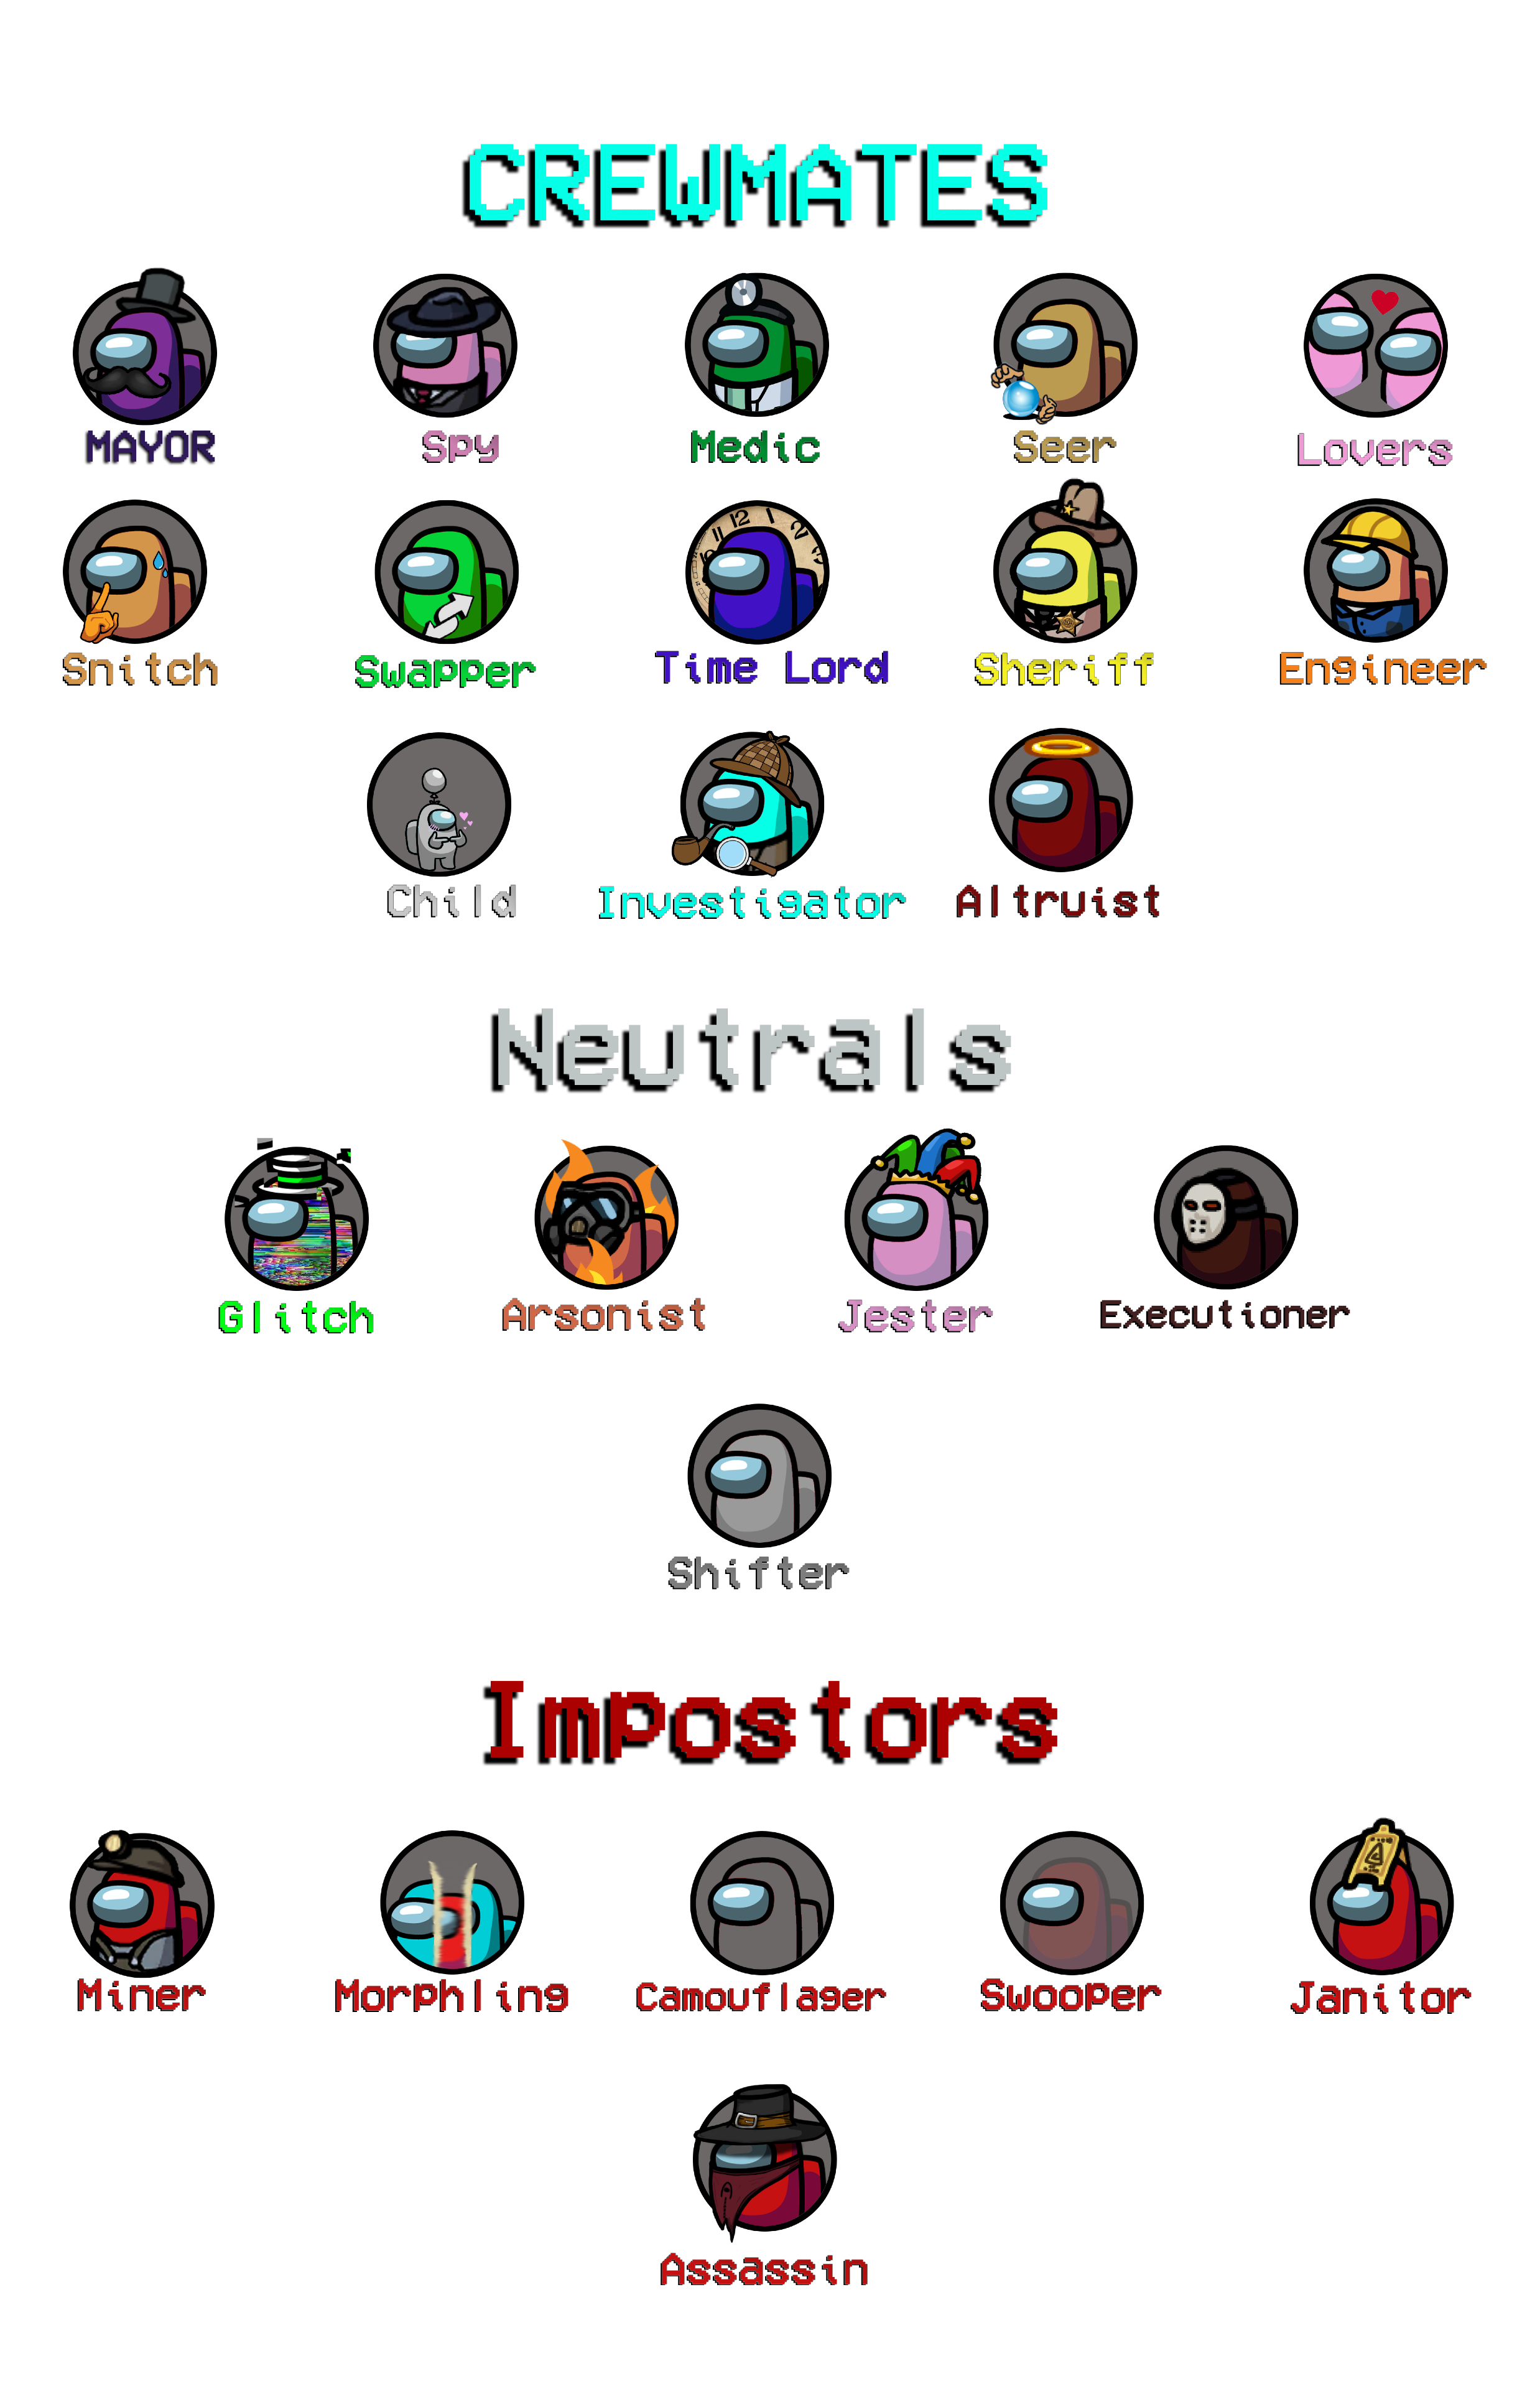 CREWMATES
MAYOR Spy Medic Seer Lovers
Snitch Swapper Time Lord Sheriff Engineer
Child Investigator Altruist
Neutrals
Glitch Arsonist Jester Executioner
Shifter
Impostors
Miner Morphling Camouflager Swooper Janitor
Assassin